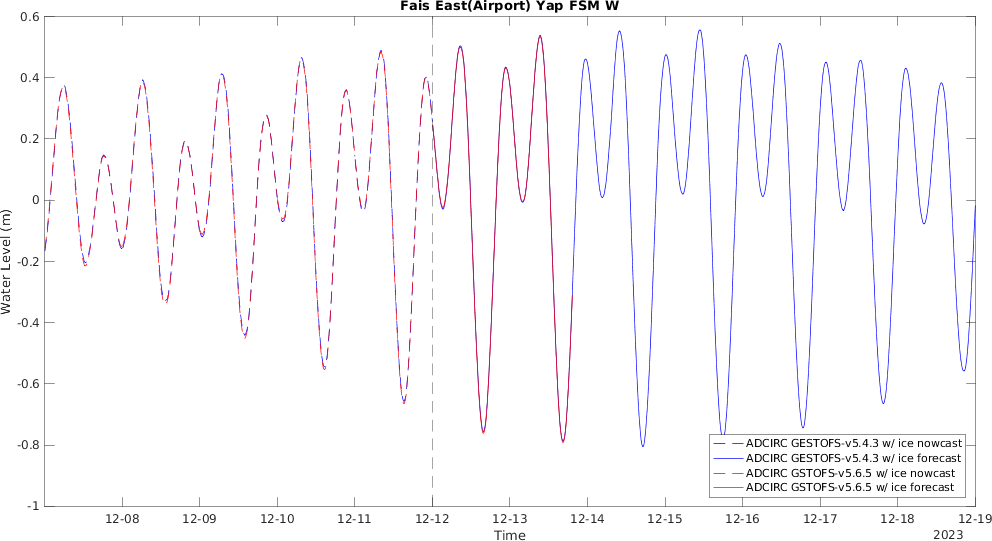 Fais East(Airport) Yap FSM W
0.6
0.4
0.2
0
-0.2
-0.4
-0.6
-0.8
-1
Water Level (m)
ADCIRC GESTOFS-v5.4.3 w/ ice nowcast
ADCIRC GESTOFS-v5.4.3 w/ ice forecast
ADCIRC GSTOFS-v5.6.5 w/ ice nowcast
ADCIRC GSTOFS-v5.6.5 w/ ice forecast
12-08 12-09 12-10 12-11 12-12 12-13 12-14 12-15 12-16 12-17 12-18 12-19
Time
2023